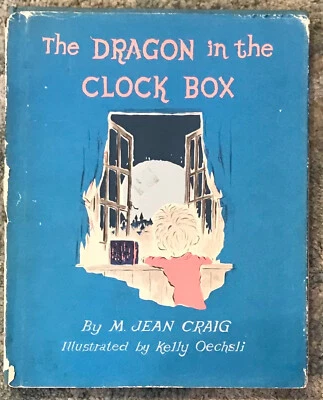 The DRAGON in the
CLOCK BOX
By M. JEAN CRAIG
Illustrated by Kelly Oechsli